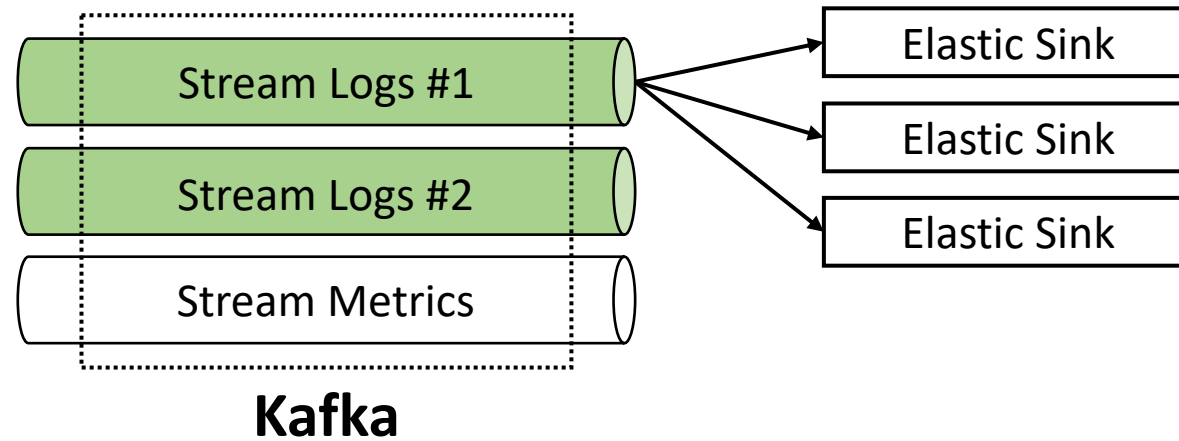 Stream Logs #1
Stream Logs #2
Stream Metrics
Kafka
Elastic Sink
Elastic Sink
Elastic Sink